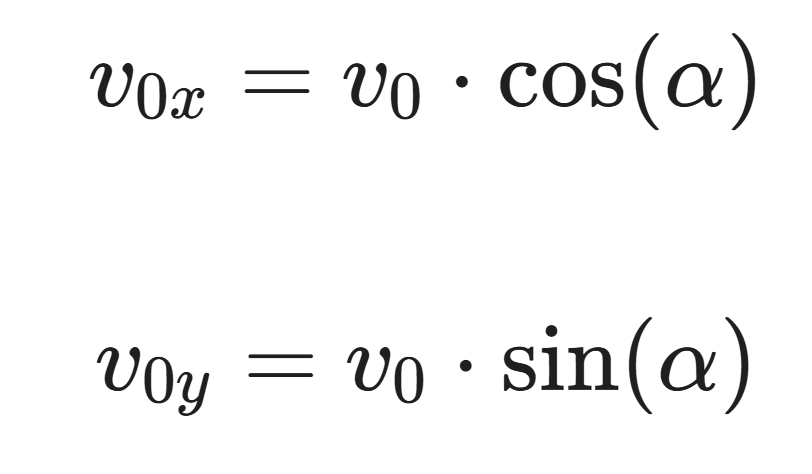 v₀ₓ = v₀ · cos(α)
v₀y = v₀ · sin(α)